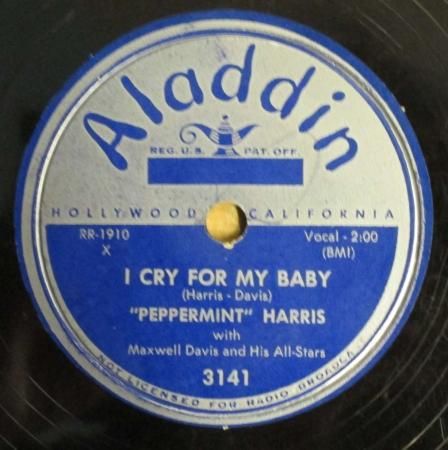 Aladdin
REG. U.S. PAT. OFF.
HOLLYWOOD CALIFORNIA
RR-1910
X
Vocal - 2:00
(BMI)
I CRY FOR MY BABY
(Harris - Davis)
"PEPPERMINT" HARRIS
with
Maxwell Davis and His All-Stars
3141
NOT LICENSED FOR RADIO BROADCA